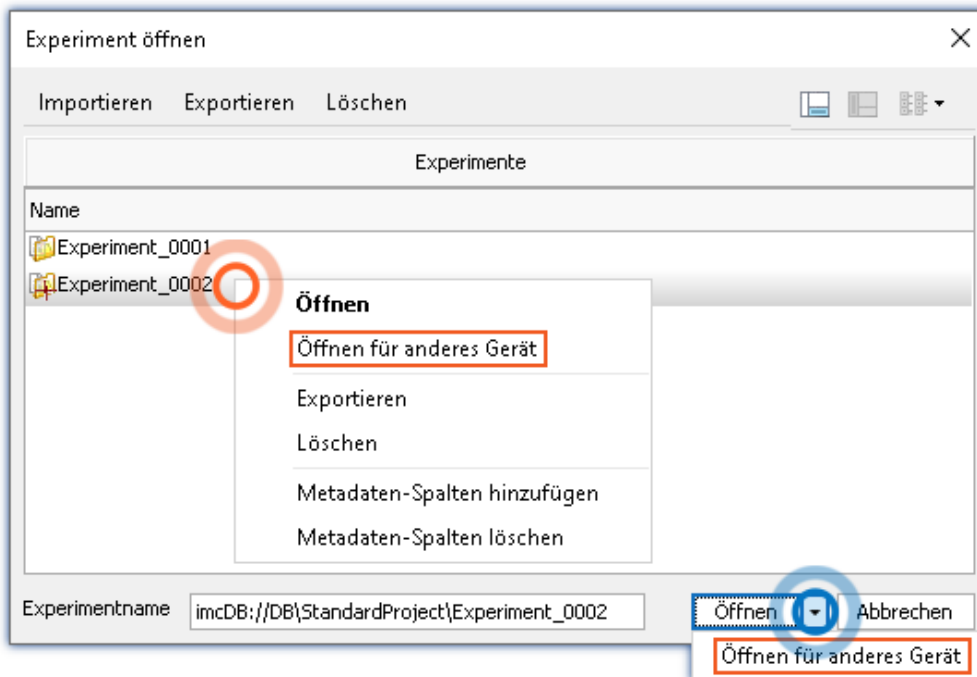 Experiment öffnen
Importieren Exportieren Löschen
Experimente
Name
Experiment_0001
Experiment_0002
Öffnen
Öffnen für anderes Gerät
Exportieren
Löschen
Metadaten-Spalten hinzufügen
Metadaten-Spalten löschen
Experimentname imcDB://DB\StandardProject\Experiment_0002 Öffnen Abbrechen
Öffnen für anderes Gerät